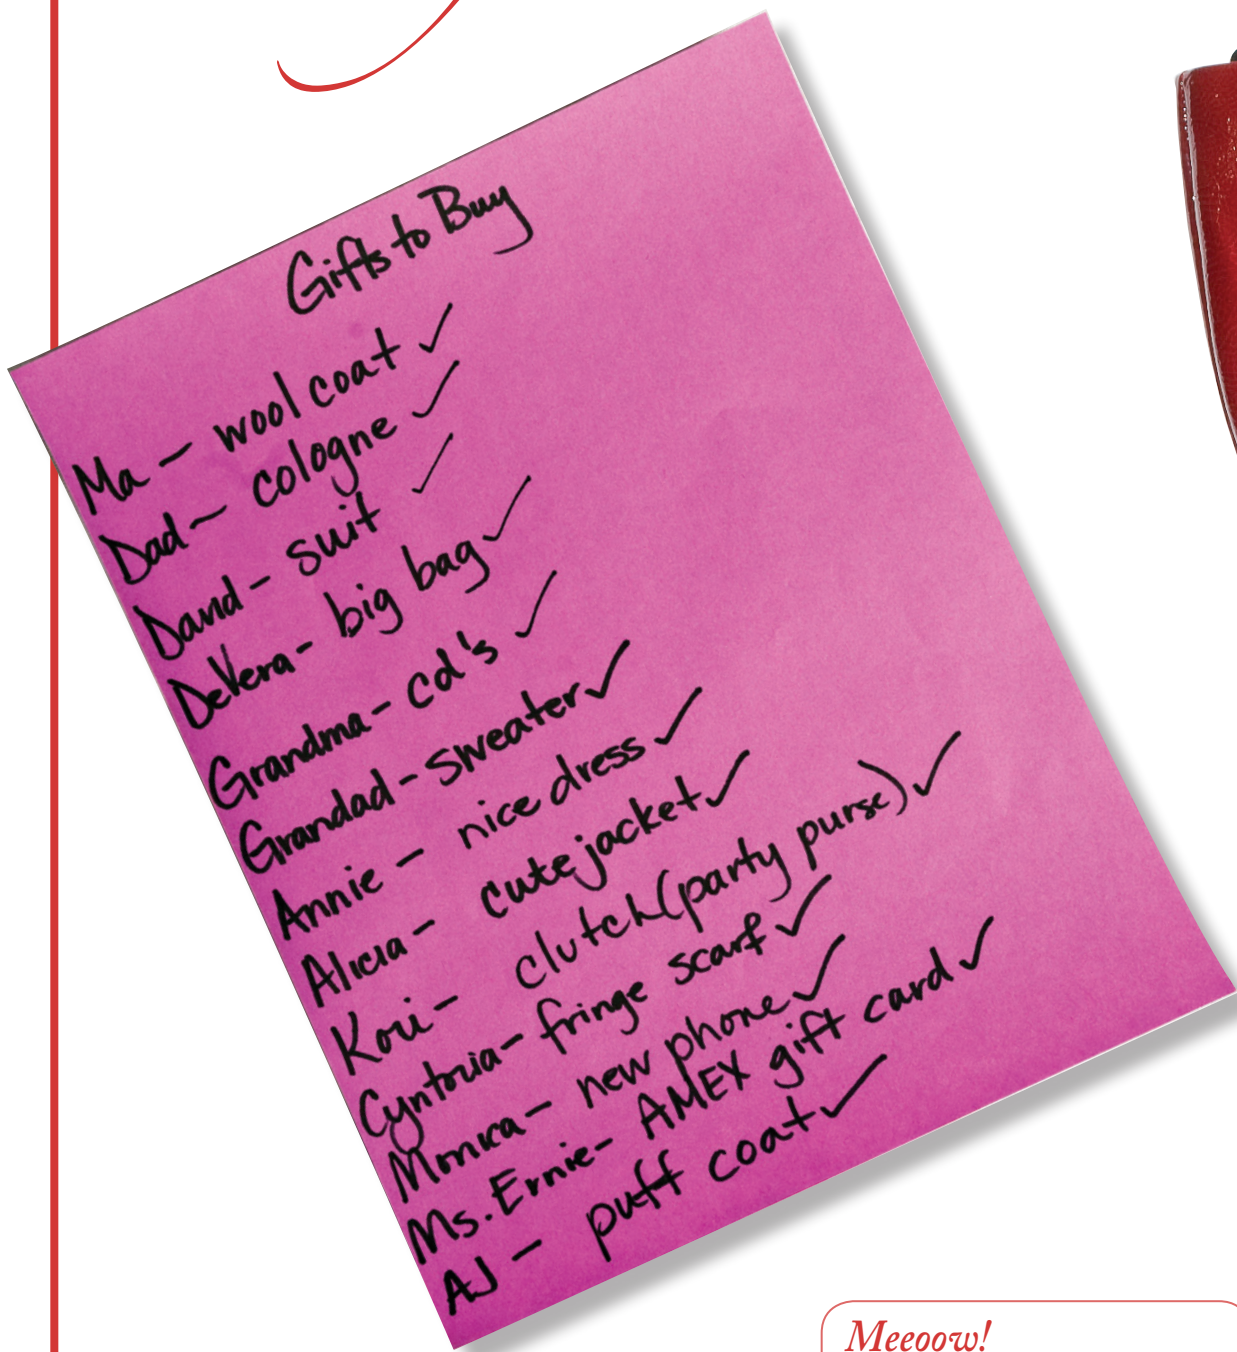 Gifts to Buy
Ma - wool coat ✓
Dad - cologne ✓
David - suit ✓
DeVera - big bag ✓
Grandma - cd's ✓
Grandad - sweater ✓
Annie - nice dress ✓
Alicia - cute jacket ✓
Kori - clutch (party purse) ✓
Cyntoria - fringe scarf ✓
Monica - new phone ✓
Ms. Ernie - AMEX gift card ✓
AJ - puff coat ✓
Meeoow!